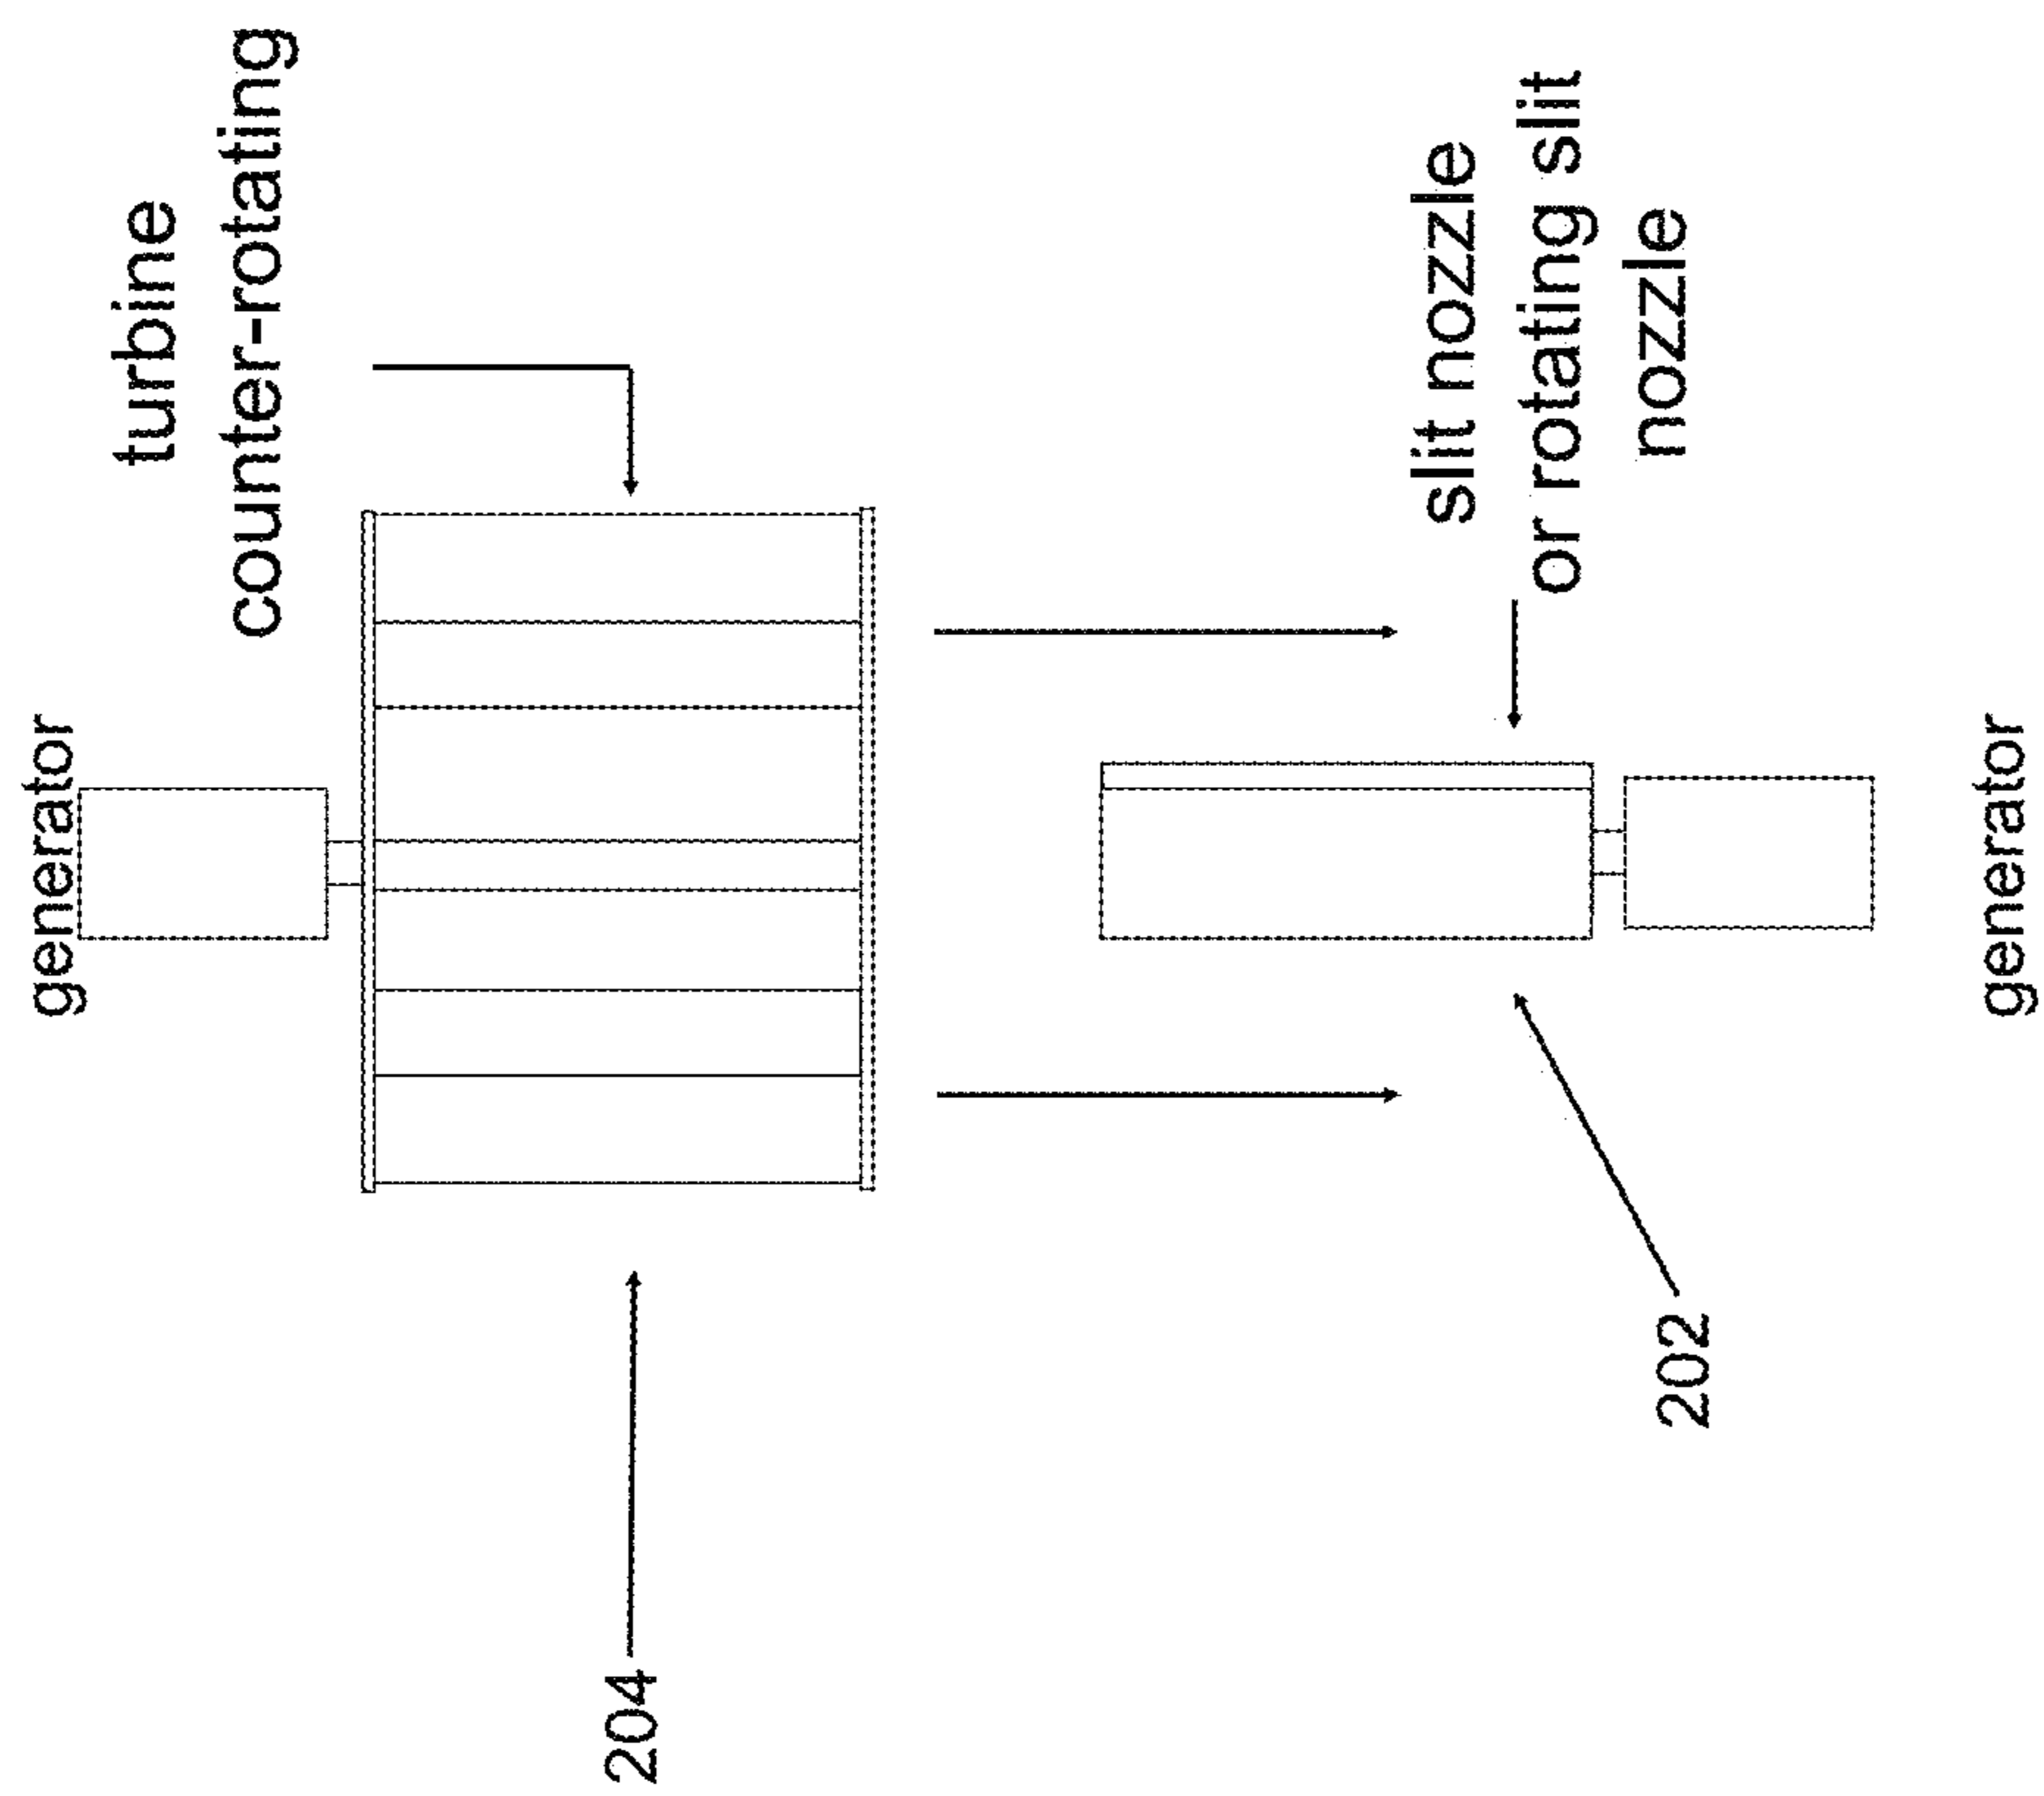 generator
turbine
counter-rotating
204
slit nozzle
or rotating slit
nozzle
202
generator